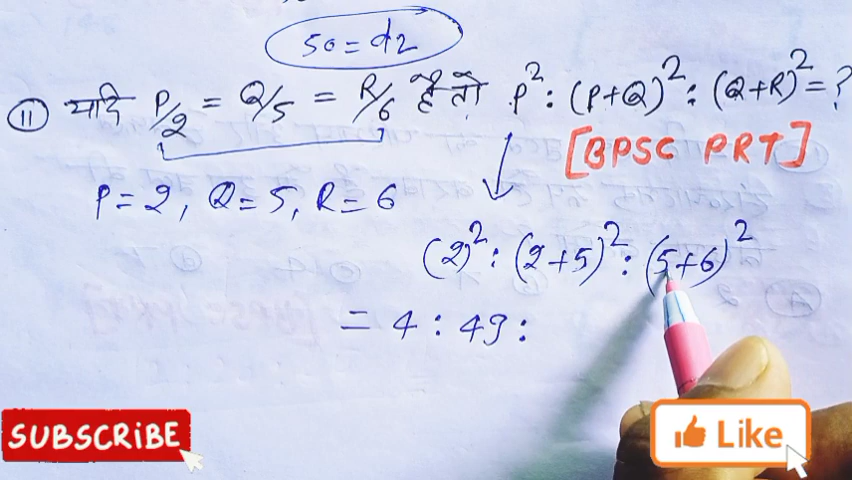 50 = d2
(11) यदि P/2 = Q/5 = R/6 है तो P² : (P+Q)² : (Q+R)² = ?
[BPSC PRT]
P = 2, Q = 5, R = 6
(2)² : (2+5)² : (5+6)²
= 4 : 49 :
SUBSCRIBE
Like